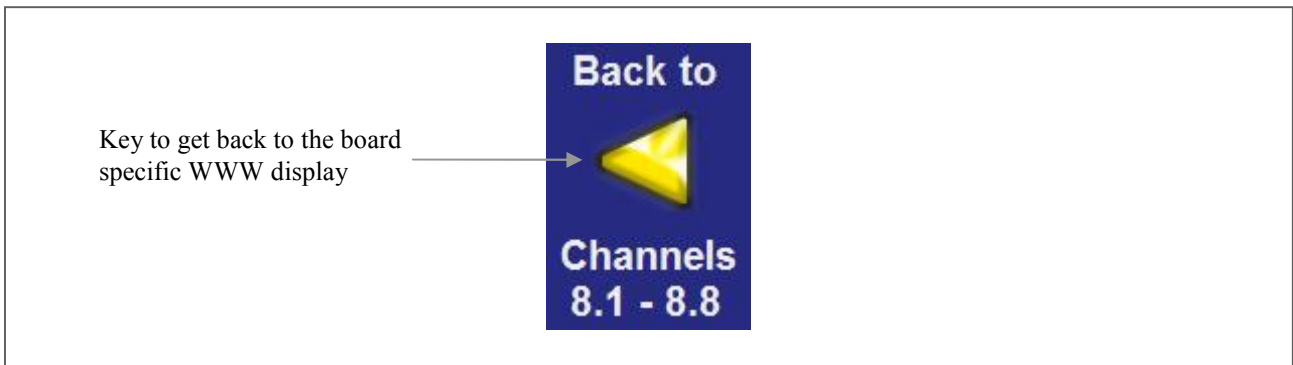 Key to get back to the board
specific WWW display
Back to
Channels
8.1 - 8.8